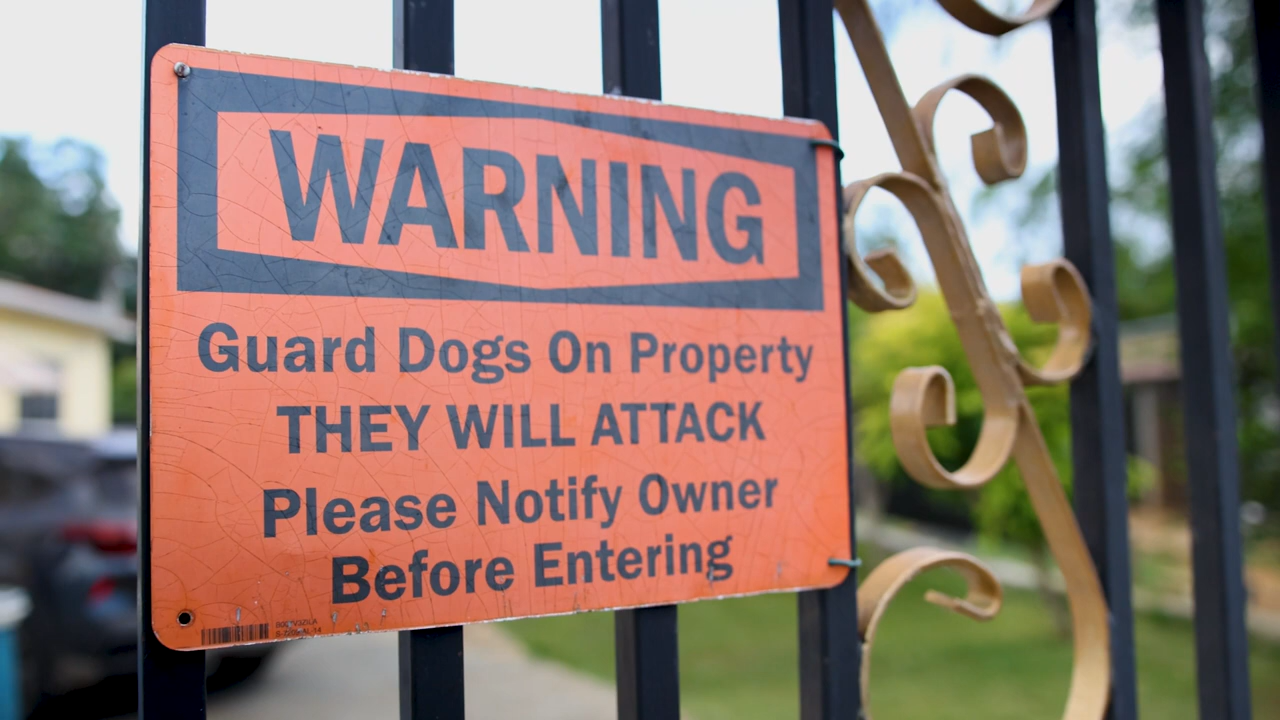 WARNING
Guard Dogs On Property
THEY WILL ATTACK
Please Notify Owner
Before Entering